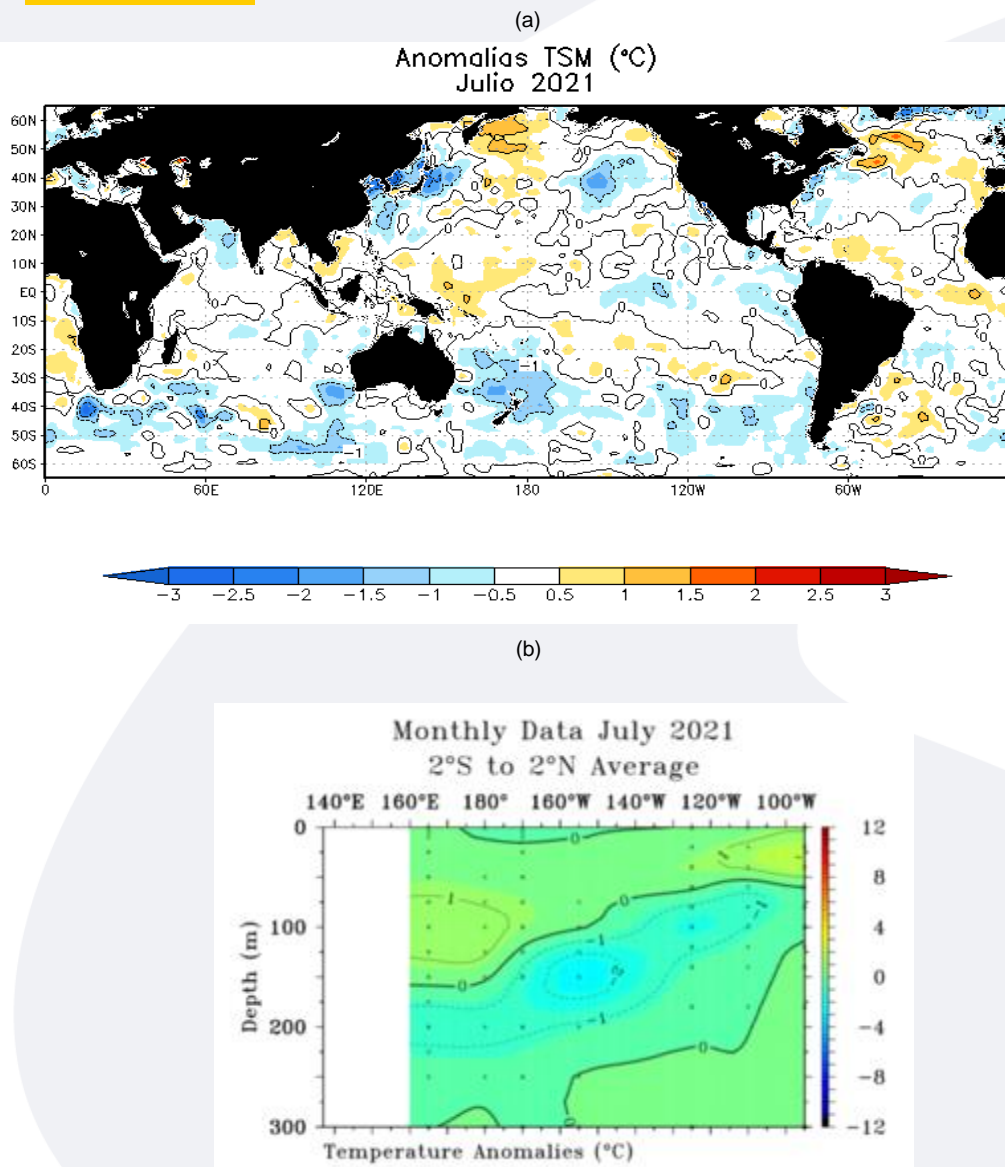 (a)
Anomalias TSM (°C)
Julio 2021
60N
50N
40N
30N
20N
10N
EQ
10S
20S
30S
40S
50S
60S
0 60E 120E 180 120W 60W
-3 -2.5 -2 -1.5 -1 -0.5 0.5 1 1.5 2 2.5 3
(b)
Monthly Data July 2021
2°S to 2°N Average
140°E 160°E 180° 160°W 140°W 120°W 100°W
0
100
200
300
Depth (m)
12
8
4
0
-4
-8
-12
Temperature Anomalies (°C)